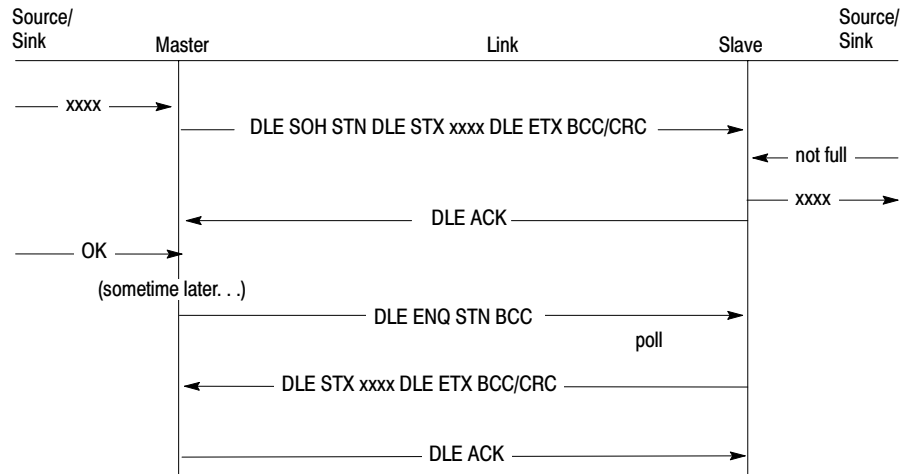 Source/
Sink
Master
Link
Slave
Source/
Sink
xxxx
DLE SOH STN DLE STX xxxx DLE ETX BCC/CRC
not full
xxxx
DLE ACK
OK
(sometime later. . .)
DLE ENQ STN BCC
poll
DLE STX xxxx DLE ETX BCC/CRC
DLE ACK